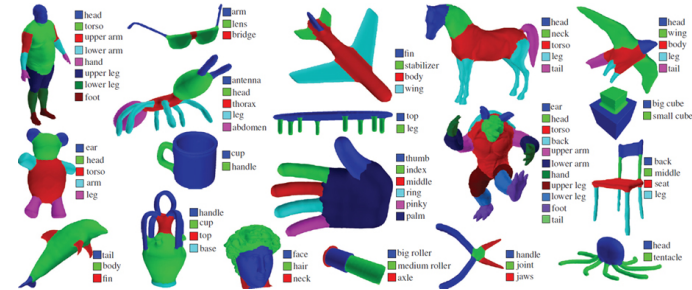 head
torso
upper arm
lower arm
hand
upper leg
lower leg
foot
arm
lens
bridge
fin
stabilizer
body
wing
head
neck
torso
leg
tail
head
wing
body
leg
tail
antenna
head
thorax
leg
abdomen
top
leg
big cube
small cube
ear
head
torso
arm
leg
cup
handle
thumb
index
middle
ring
pinky
palm
ear
head
torso
back
upper arm
lower arm
hand
upper leg
lower leg
foot
tail
back
middle
seat
leg
tail
body
fin
handle
cup
top
base
face
hair
neck
big roller
medium roller
axle
handle
joint
jaws
head
tentacle